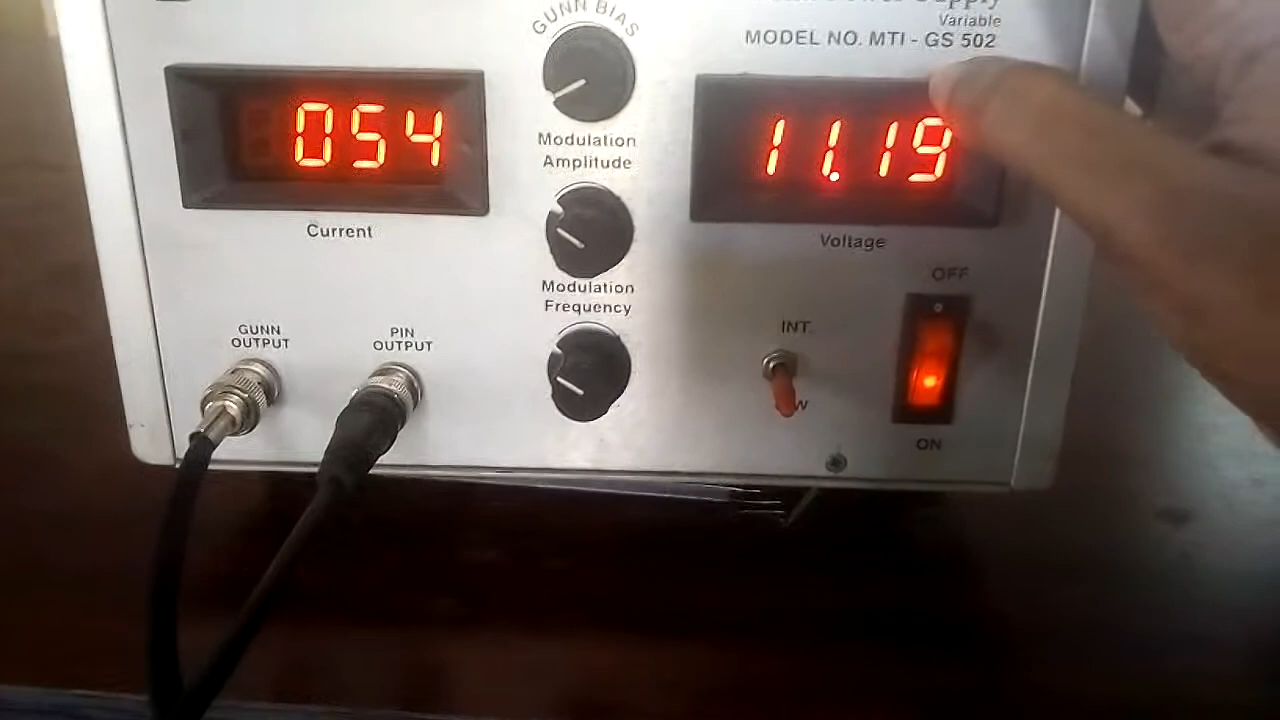 GUNN BIAS
Supply
Variable
MODEL NO. MTI - GS 502
054
11.19
Modulation
Amplitude
Current
Voltage
Modulation
Frequency
OFF
GUNN
OUTPUT
PIN
OUTPUT
INT.
ON